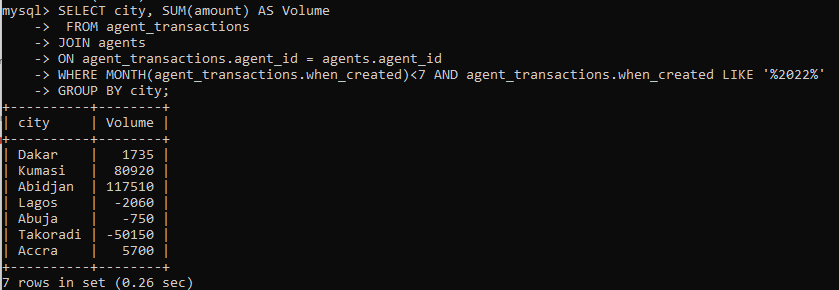 mysql> SELECT city, SUM(amount) AS Volume
    ->  FROM agent_transactions
    -> JOIN agents
    -> ON agent_transactions.agent_id = agents.agent_id
    -> WHERE MONTH(agent_transactions.when_created)<7 AND agent_transactions.when_created LIKE '%2022%'
    -> GROUP BY city;
+----------+--------+
| city     | Volume |
+----------+--------+
| Dakar    |   1735 |
| Kumasi   |  80920 |
| Abidjan  | 117510 |
| Lagos    |  -2060 |
| Abuja    |   -750 |
| Takoradi | -50150 |
| Accra    |   5700 |
+----------+--------+
7 rows in set (0.26 sec)